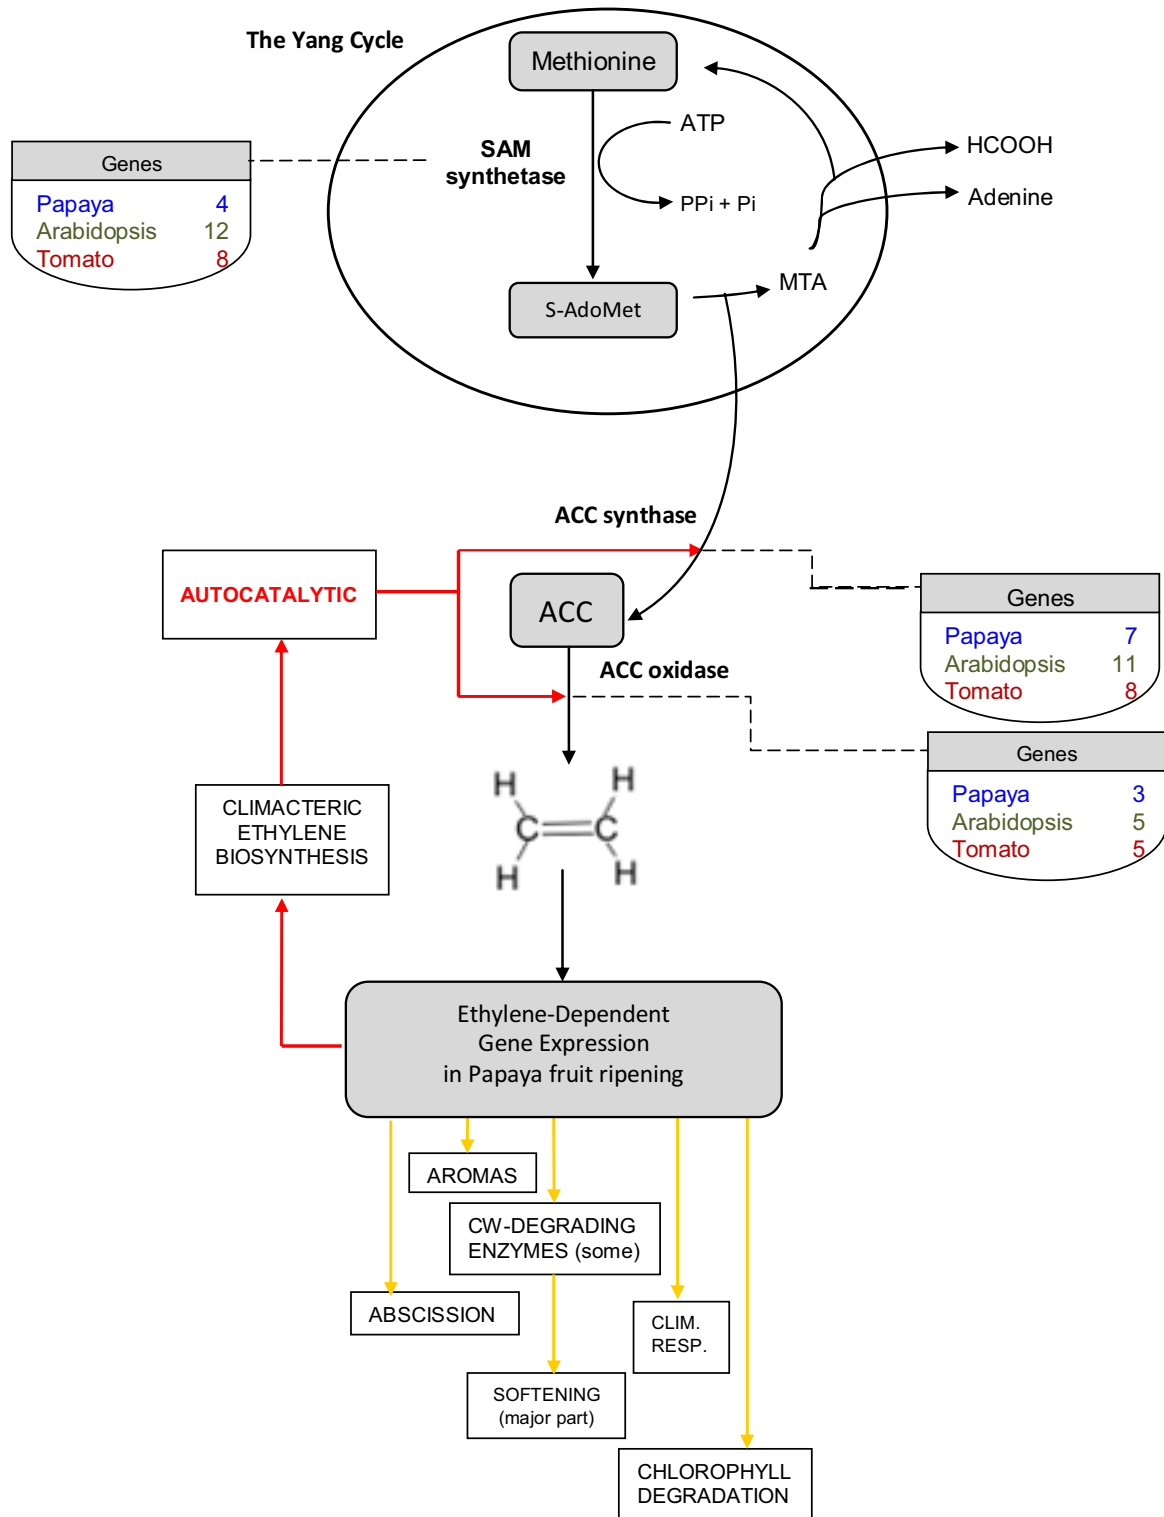 The Yang Cycle
Methionine
ATP
SAM
synthetase
PPi + Pi
HCOOH
Adenine
Genes
Papaya 4
Arabidopsis 12
Tomato 8
S-AdoMet
MTA
ACC synthase
AUTOCATALYTIC
ACC
ACC oxidase
Genes
Papaya 7
Arabidopsis 11
Tomato 8
Genes
Papaya 3
Arabidopsis 5
Tomato 5
H H
C C
H H
CLIMACTERIC
ETHYLENE
BIOSYNTHESIS
Ethylene-Dependent
Gene Expression
in Papaya fruit ripening
AROMAS
CW-DEGRADING
ENZYMES (some)
ABSCISSION
CLIM.
RESP.
SOFTENING
(major part)
CHLOROPHYLL
DEGRADATION